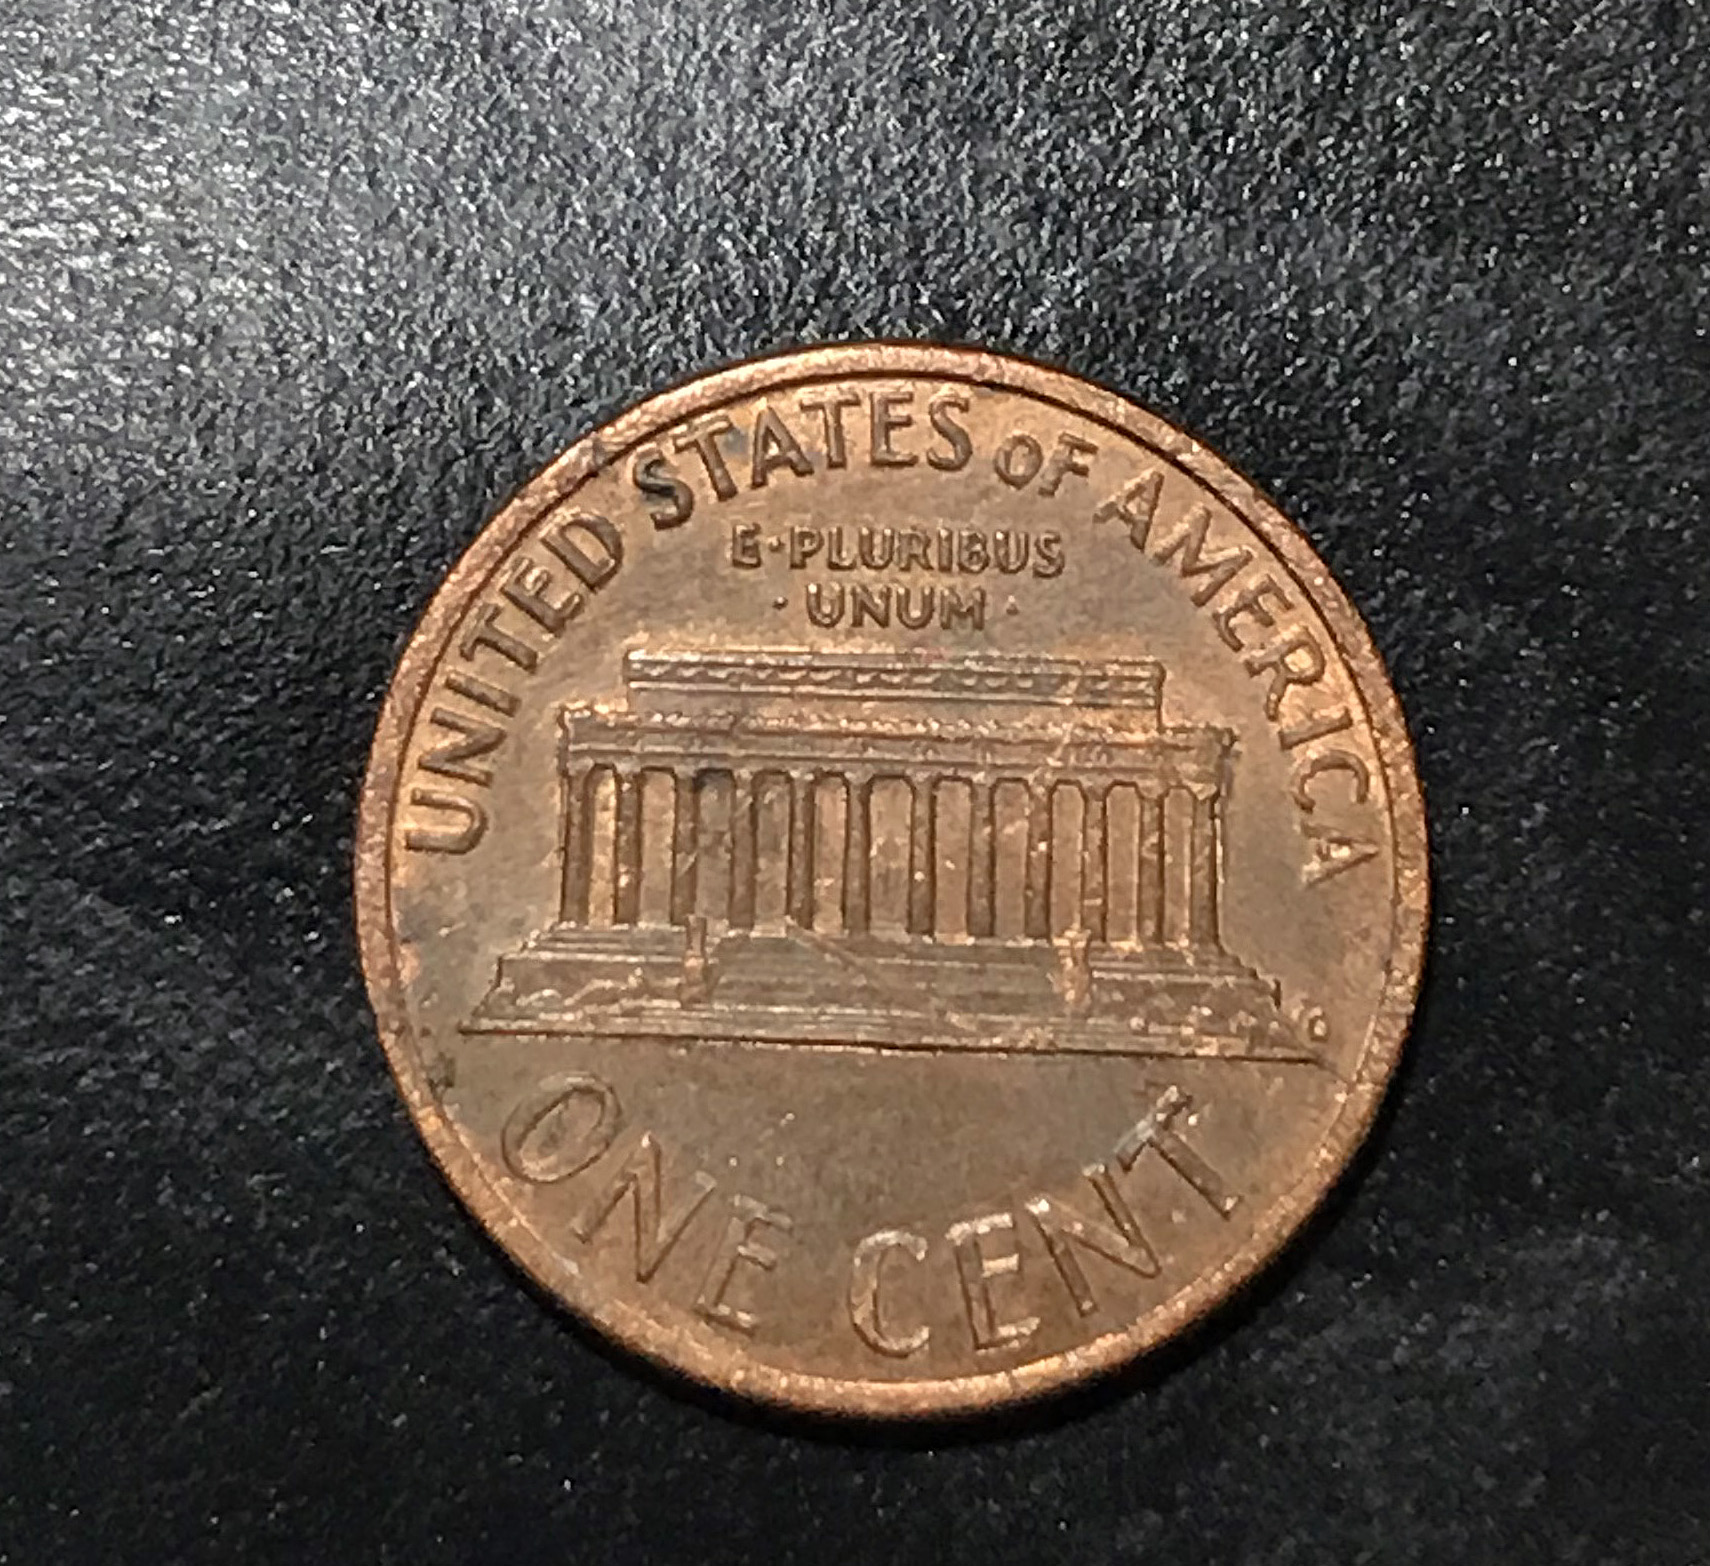 UNITED STATES OF AMERICA
E·PLURIBUS
·UNUM·
ONE CENT